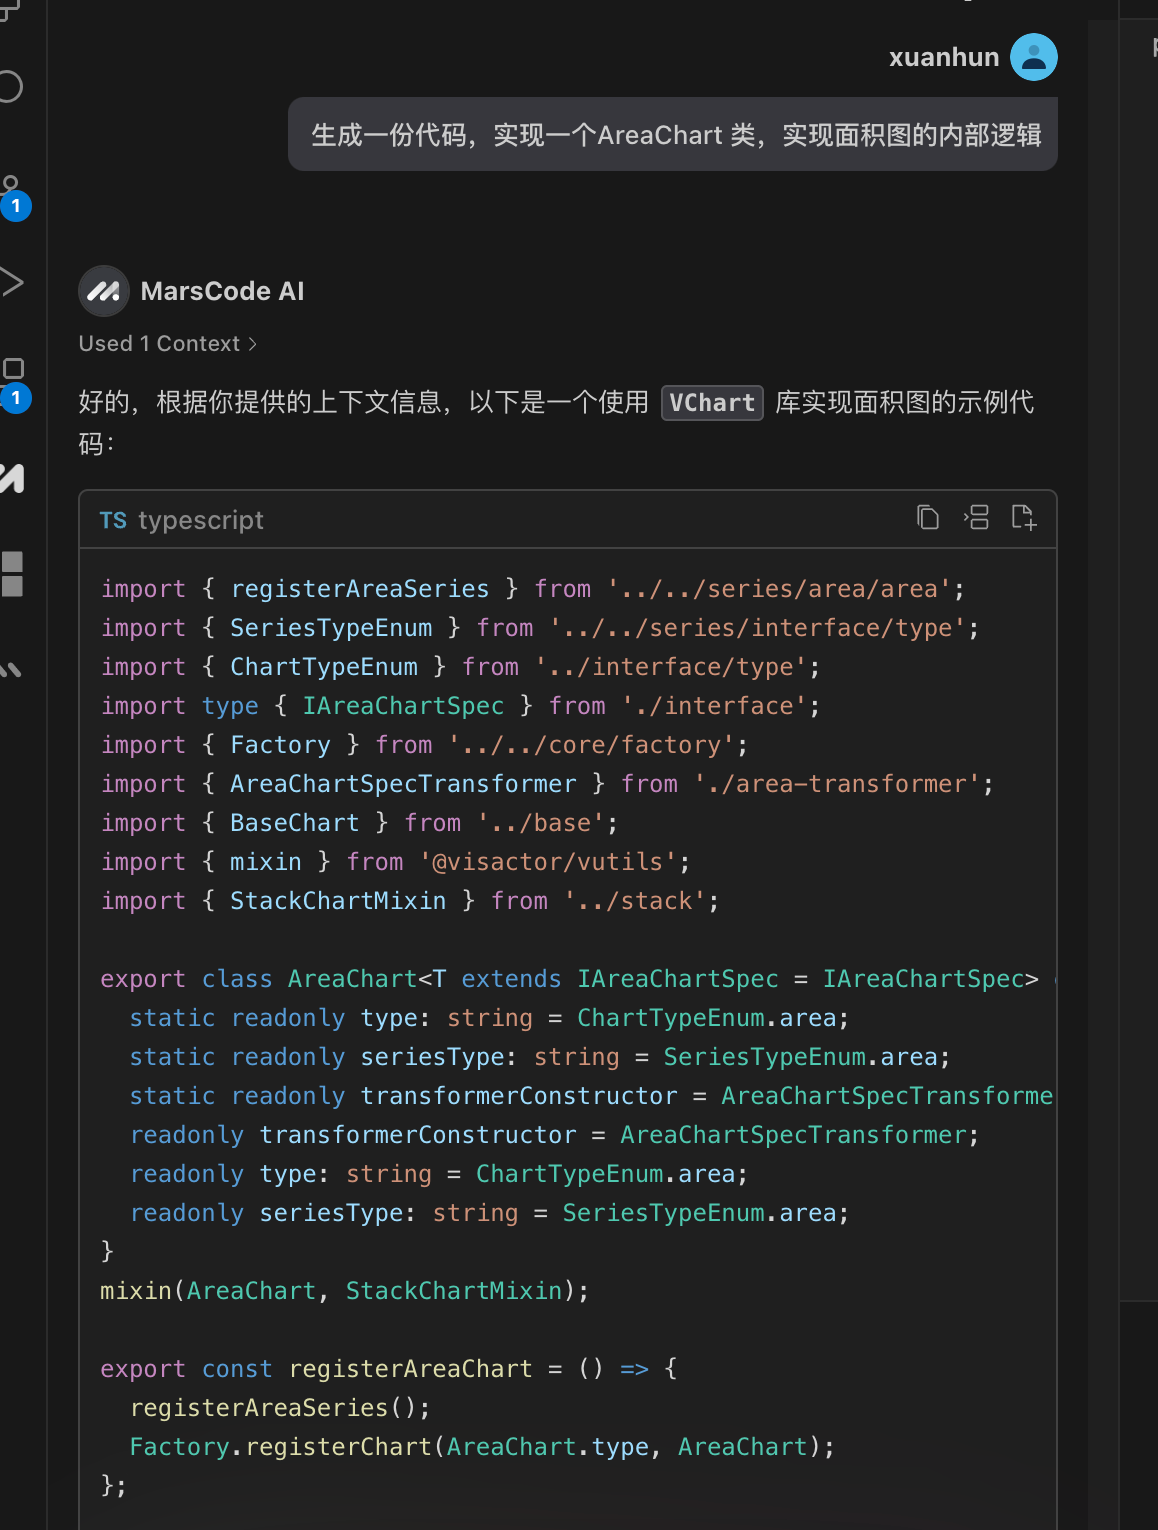 xuanhun
生成一份代码，实现一个AreaChart 类，实现面积图的内部逻辑
1
MarsCode AI
Used 1 Context >
1
好的，根据你提供的上下文信息，以下是一个使用 VChart 库实现面积图的示例代
码：
TS typescript
import { registerAreaSeries } from '../../series/area/area';
import { SeriesTypeEnum } from '../../series/interface/type';
import { ChartTypeEnum } from '../interface/type';
import type { IAreaChartSpec } from './interface';
import { Factory } from '../../core/factory';
import { AreaChartSpecTransformer } from './area-transformer';
import { BaseChart } from '../base';
import { mixin } from '@visactor/vutils';
import { StackChartMixin } from '../stack';
export class AreaChart<T extends IAreaChartSpec = IAreaChartSpec>
static readonly type: string = ChartTypeEnum.area;
static readonly seriesType: string = SeriesTypeEnum.area;
static readonly transformerConstructor = AreaChartSpecTransforme
readonly transformerConstructor = AreaChartSpecTransformer;
readonly type: string = ChartTypeEnum.area;
readonly seriesType: string = SeriesTypeEnum.area;
}
mixin(AreaChart, StackChartMixin);
export const registerAreaChart = () => {
registerAreaSeries();
Factory.registerChart(AreaChart.type, AreaChart);
};